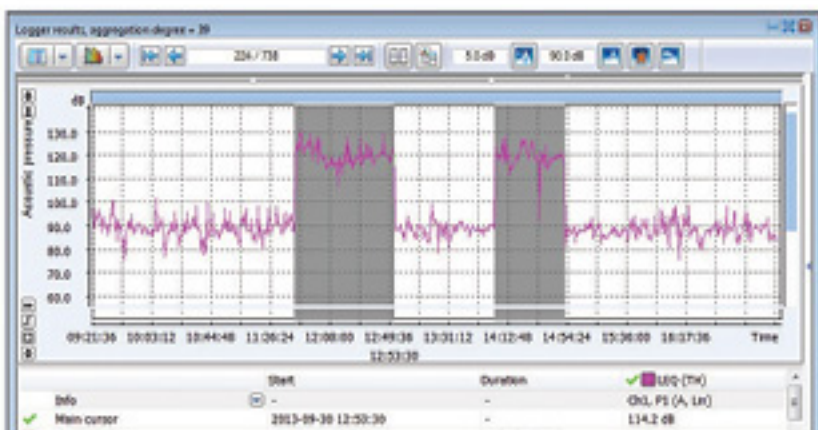 Logger results, aggregation degree = 39
224 / 738 5.0 dB 90.0 dB
dB
130.0
120.0
110.0
100.0
90.0
80.0
70.0
60.0
09:21:36 10:03:12 10:44:48 11:26:24 12:08:00 12:49:36 13:31:12 14:12:48 14:54:24 15:36:00 16:17:36 Time
12:53:30
Start Duration LEQ (TH)
Info - - Ch1, P1 (A, Lin)
Main cursor 2013-09-30 12:53:30 - 114.2 dB